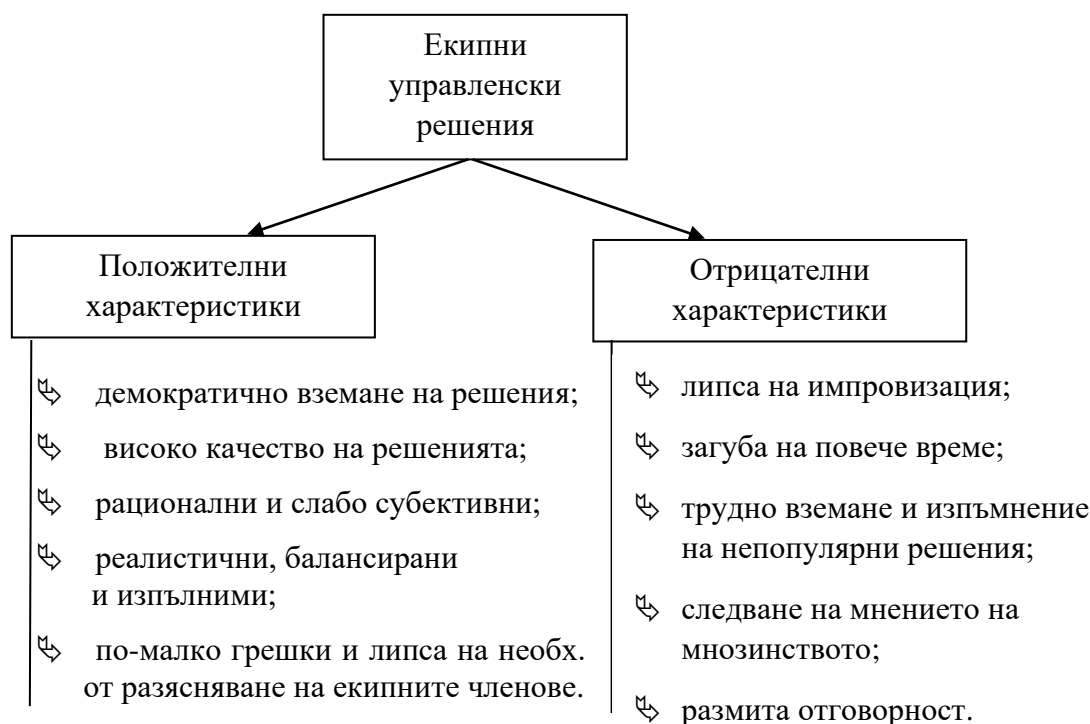 Екипни
управленски
решения
Положителни
характеристики
демократично вземане на решения;
високо качество на решенията;
рационални и слабо субективни;
реалистични, балансирани
и изпълними;
по-малко грешки и липса на необх.
от разясняване на екипните членове.
Отрицателни
характеристики
липса на импровизация;
загуба на повече време;
трудно вземане и изпъмнение
на непопулярни решения;
следване на мнението на
мнозинството;
размита отговорност.